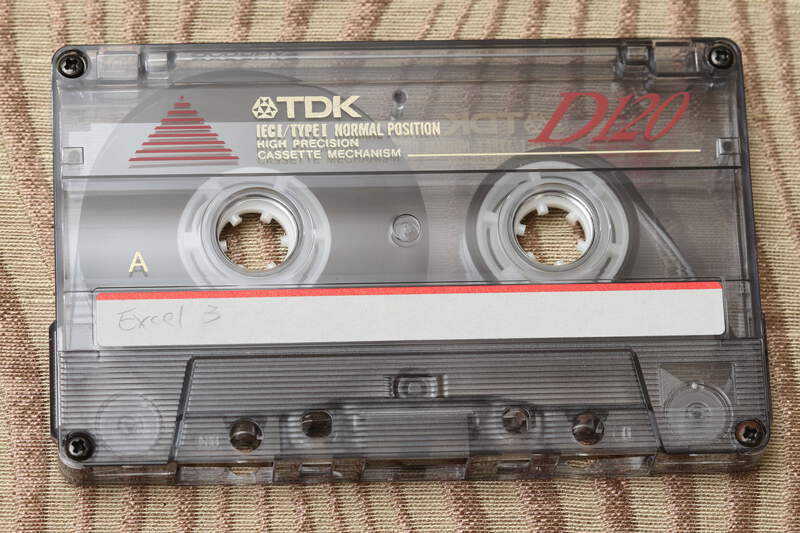 TDK D120
IECI/TYPEI NORMAL POSITION
HIGH PRECISION
CASSETTE MECHANISM
A
Excel 3